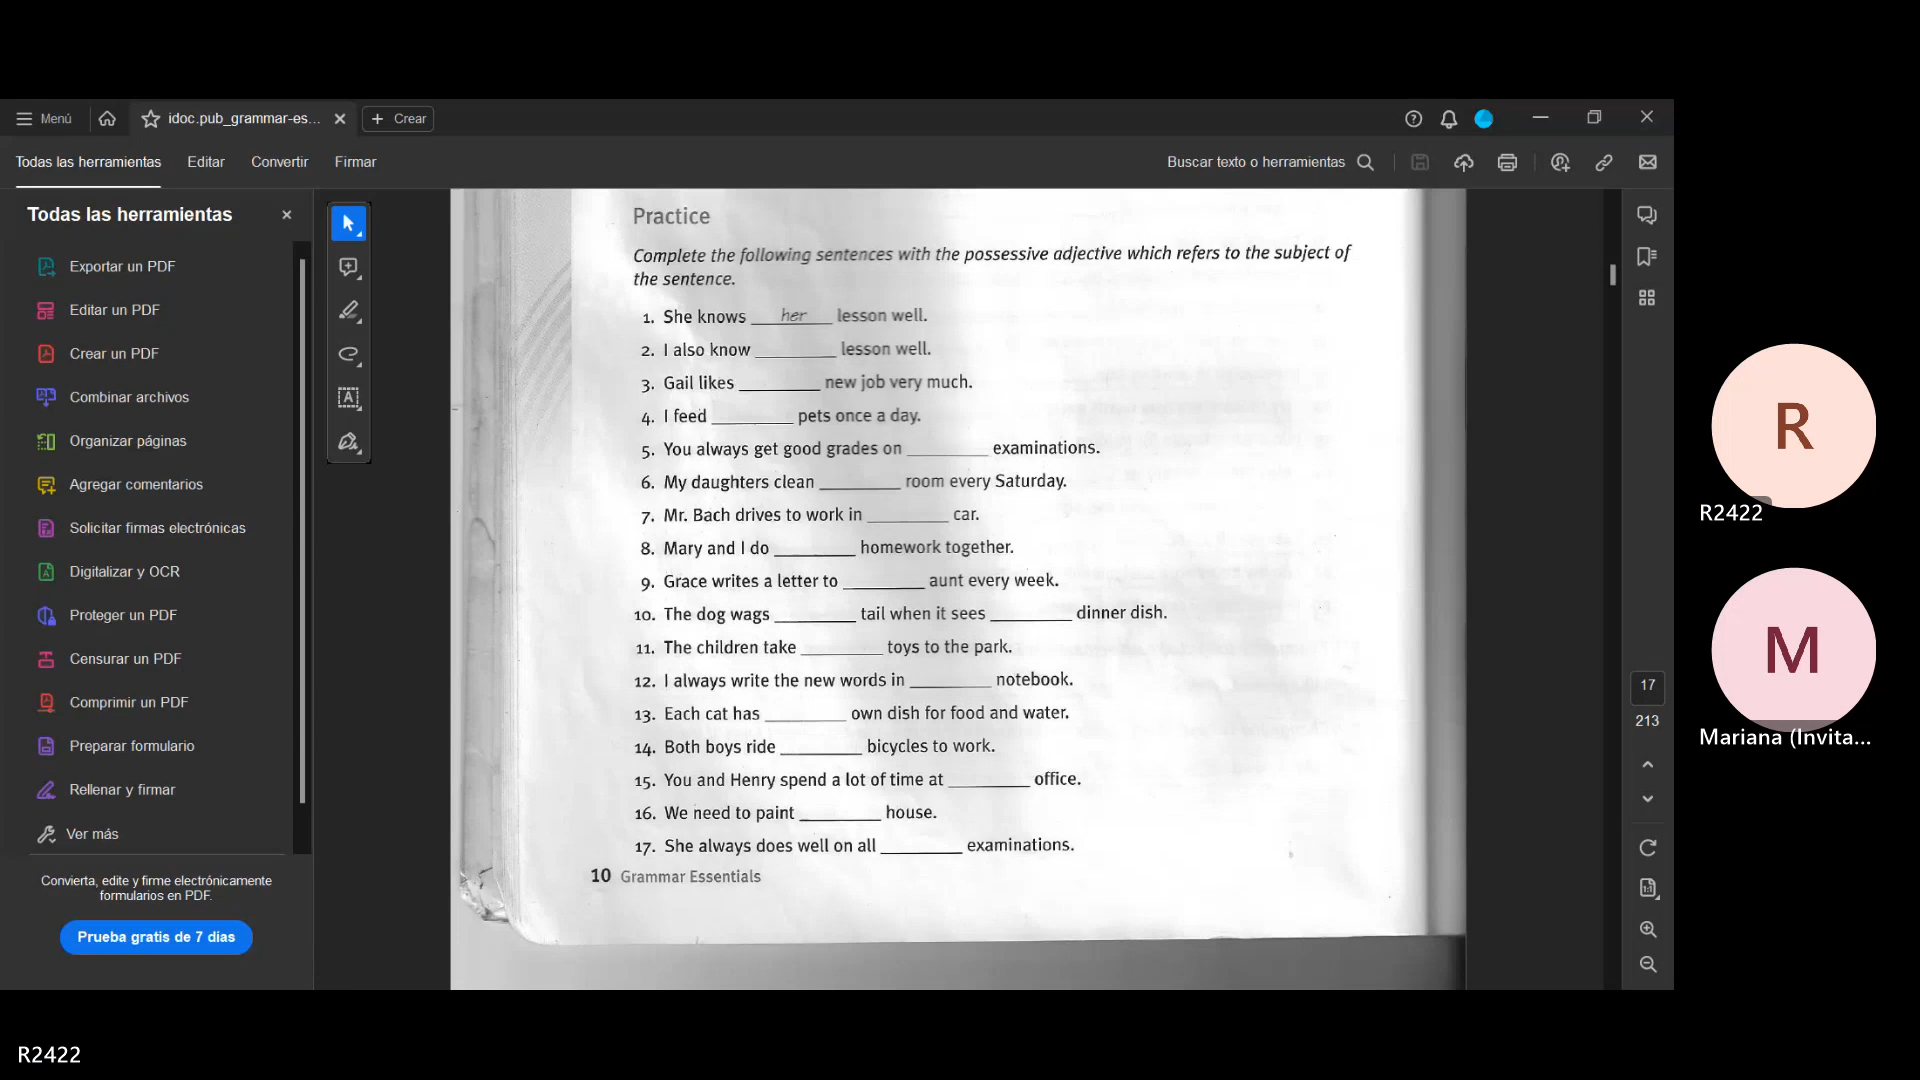 Menú
idoc.pub_grammar-es...
Crear
Todas las herramientas
Editar
Convertir
Firmar
Buscar texto o herramientas
Todas las herramientas
Exportar un PDF
Editar un PDF
Crear un PDF
Combinar archivos
Organizar páginas
Agregar comentarios
Solicitar firmas electrónicas
Digitalizar y OCR
Proteger un PDF
Censurar un PDF
Comprimir un PDF
Preparar formulario
Rellenar y firmar
Ver más
Convierta, edite y firme electrónicamente
formularios en PDF.
Prueba gratis de 7 días
Practice
Complete the following sentences with the possessive adjective which refers to the subject of
the sentence.
1. She knows her lesson well.
2. I also know ________ lesson well.
3. Gail likes ________ new job very much.
4. I feed ________ pets once a day.
5. You always get good grades on ________ examinations.
6. My daughters clean ________ room every Saturday.
7. Mr. Bach drives to work in ________ car.
8. Mary and I do ________ homework together.
9. Grace writes a letter to ________ aunt every week.
10. The dog wags ________ tail when it sees ________ dinner dish.
11. The children take ________ toys to the park.
12. I always write the new words in ________ notebook.
13. Each cat has ________ own dish for food and water.
14. Both boys ride ________ bicycles to work.
15. You and Henry spend a lot of time at ________ office.
16. We need to paint ________ house.
17. She always does well on all ________ examinations.
10 Grammar Essentials
17
213
R
R2422
M
Mariana (Invita...
R2422